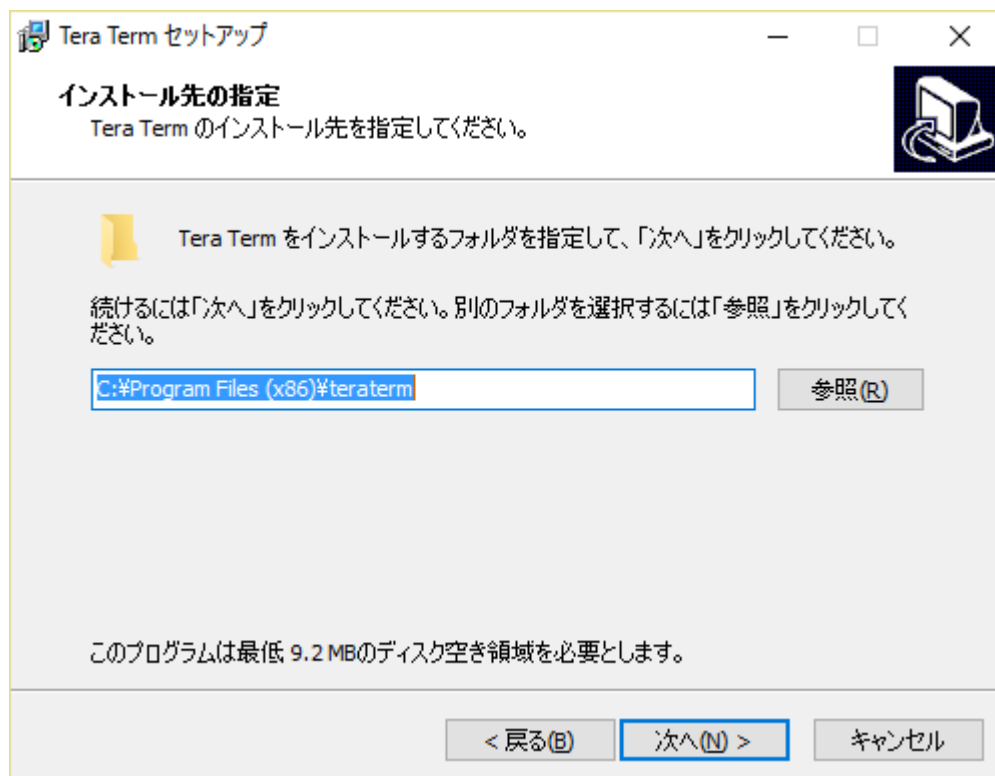 Tera Term セットアップ
インストール先の指定
Tera Term のインストール先を指定してください。
Tera Term をインストールするフォルダを指定して、「次へ」をクリックしてください。
続けるには「次へ」をクリックしてください。別のフォルダを選択するには「参照」をクリックしてく
ださい。
C:¥Program Files (x86)¥teraterm
参照(R)
このプログラムは最低 9.2 MBのディスク空き領域を必要とします。
< 戻る(B)
次へ(N) >
キャンセル